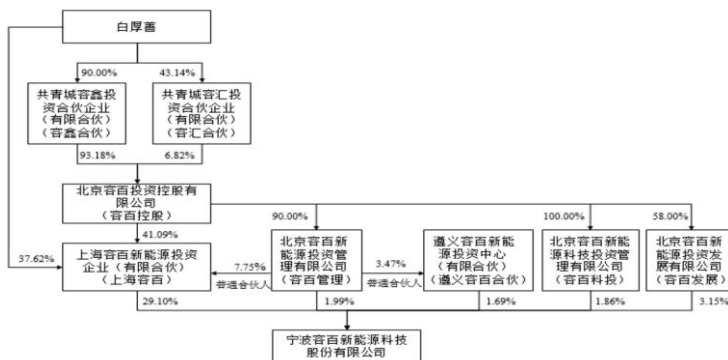 白厚善
90.00%
43.14%
共青城容鑫投
资合伙企业
(有限合伙)
(容鑫合伙)
共青城容汇投
资合伙企业
(有限合伙)
(容汇合伙)
93.18%
6.82%
北京容百投资控股有
限公司
(容百控股)
41.09%
90.00%
100.00%
58.00%
37.62%
上海容百新能源投资
企业(有限合伙)
(上海容百)
7.75%
普通合伙人
北京容百新
能源投资管
理有限公司
(容百管理)
3.47%
普通合伙人
遵义容百新能
源投资中心
(有限合伙)
(遵义容百合伙)
北京容百新能
源科技投资管
理有限公司
(容百科投)
北京容百新
能源投资发
展有限公司
(容百发展)
29.10%
1.99%
1.69%
1.86%
3.15%
宁波容百新能源科技
股份有限公司